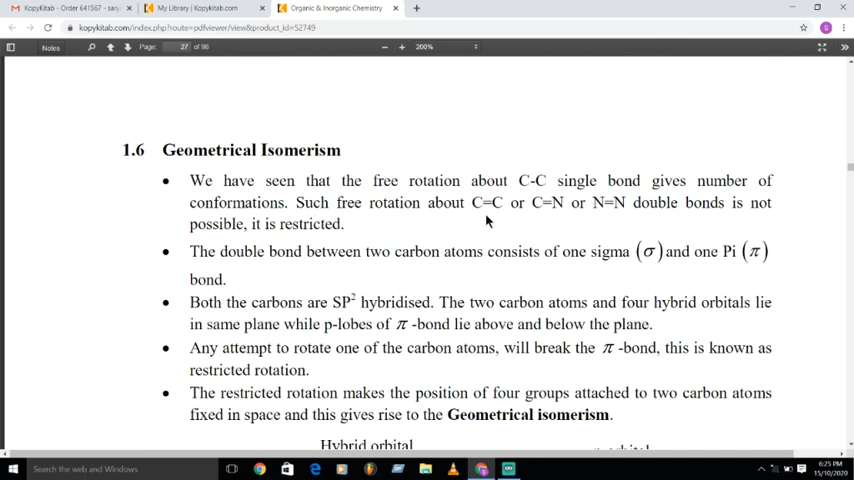 KopyKitab - Order 641567 - sanj
My Library | Kopykitab.com
Organic & Inorganic Chemistry
kopykitab.com/index.php?route=pdfviewer/view&product_id=52749
S
Notes
Page: 27 of 98
200%
1.6 Geometrical Isomerism
• We have seen that the free rotation about C-C single bond gives number of
conformations. Such free rotation about C=C or C=N or N=N double bonds is not
possible, it is restricted.
• The double bond between two carbon atoms consists of one sigma (σ) and one Pi (π)
bond.
• Both the carbons are SP² hybridised. The two carbon atoms and four hybrid orbitals lie
in same plane while p-lobes of π -bond lie above and below the plane.
• Any attempt to rotate one of the carbon atoms, will break the π -bond, this is known as
restricted rotation.
• The restricted rotation makes the position of four groups attached to two carbon atoms
fixed in space and this gives rise to the Geometrical isomerism.
Hybrid orbital
Search the web and Windows
6:25 PM
15/10/2020